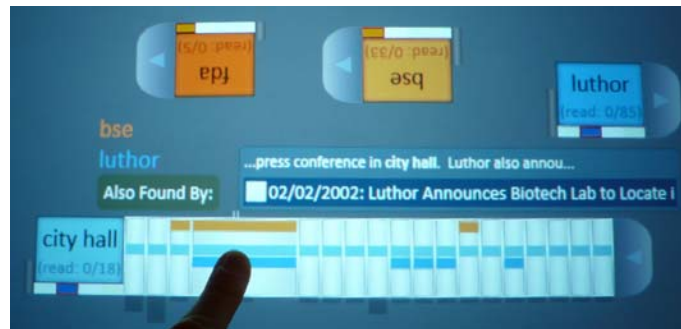 (read: 0/5)
fda
(read: 0/33)
bse
luthor
(read: 0/85)
bse
luthor
...press conference in city hall. Luthor also annou...
Also Found By:
02/02/2002: Luthor Announces Biotech Lab to Locate i
city hall
(read: 0/18)